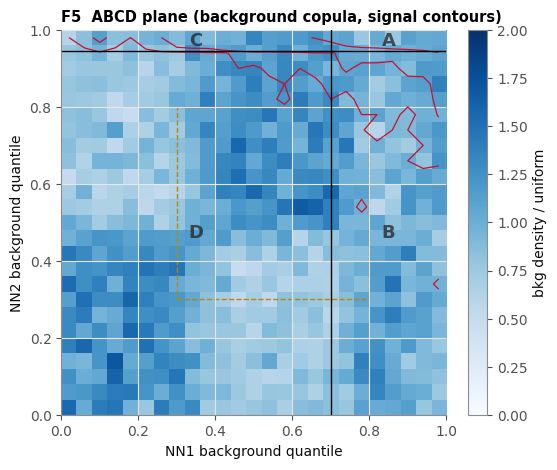 F5  ABCD plane (background copula, signal contours)
1.0
0.8
0.6
0.4
0.2
0.0
NN2 background quantile
C
A
D
B
0.0
0.2
0.4
0.6
0.8
1.0
NN1 background quantile
2.00
1.75
1.50
1.25
1.00
0.75
0.50
0.25
0.00
bkg density / uniform